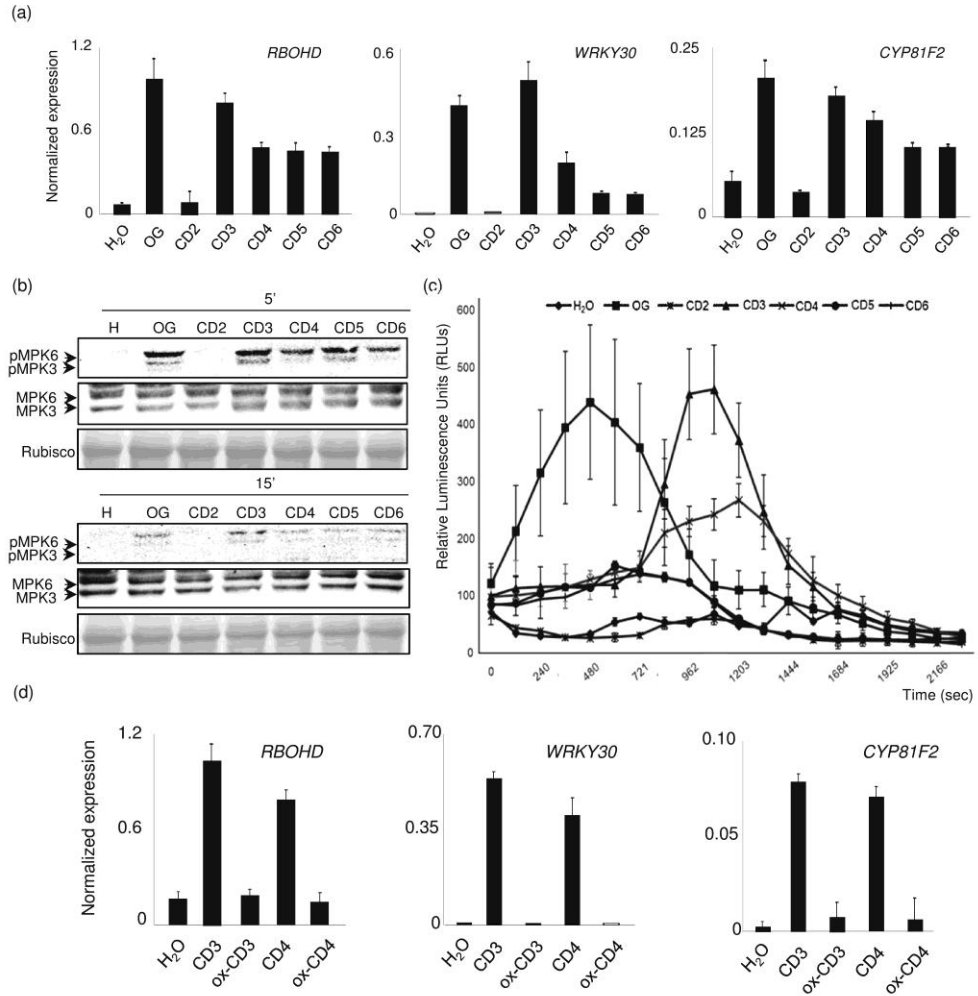 (a)
RBOHD
WRKY30
CYP81F2
Normalized expression
1.2
0.6
0
0.6
0.3
0
0.25
0.125
0
H₂O OG CD2 CD3 CD4 CD5 CD6
H₂O OG CD2 CD3 CD4 CD5 CD6
H₂O OG CD2 CD3 CD4 CD5 CD6
(b)
5'
H OG CD2 CD3 CD4 CD5 CD6
pMPK6
pMPK3
MPK6
MPK3
Rubisco
15'
H OG CD2 CD3 CD4 CD5 CD6
pMPK6
pMPK3
MPK6
MPK3
Rubisco
(c)
H₂O OG CD2 CD3 CD4 CD5 CD6
Relative Luminescence Units (RLUs)
600
500
400
300
200
100
0
0 240 480 721 962 1203 1444 1684 1925 2166
Time (sec)
(d)
RBOHD
WRKY30
CYP81F2
Normalized expression
1.2
0.6
0
0.70
0.35
0
0.10
0.05
0
H₂O CD3 ox-CD3 CD4 ox-CD4
H₂O CD3 ox-CD3 CD4 ox-CD4
H₂O CD3 ox-CD3 CD4 ox-CD4